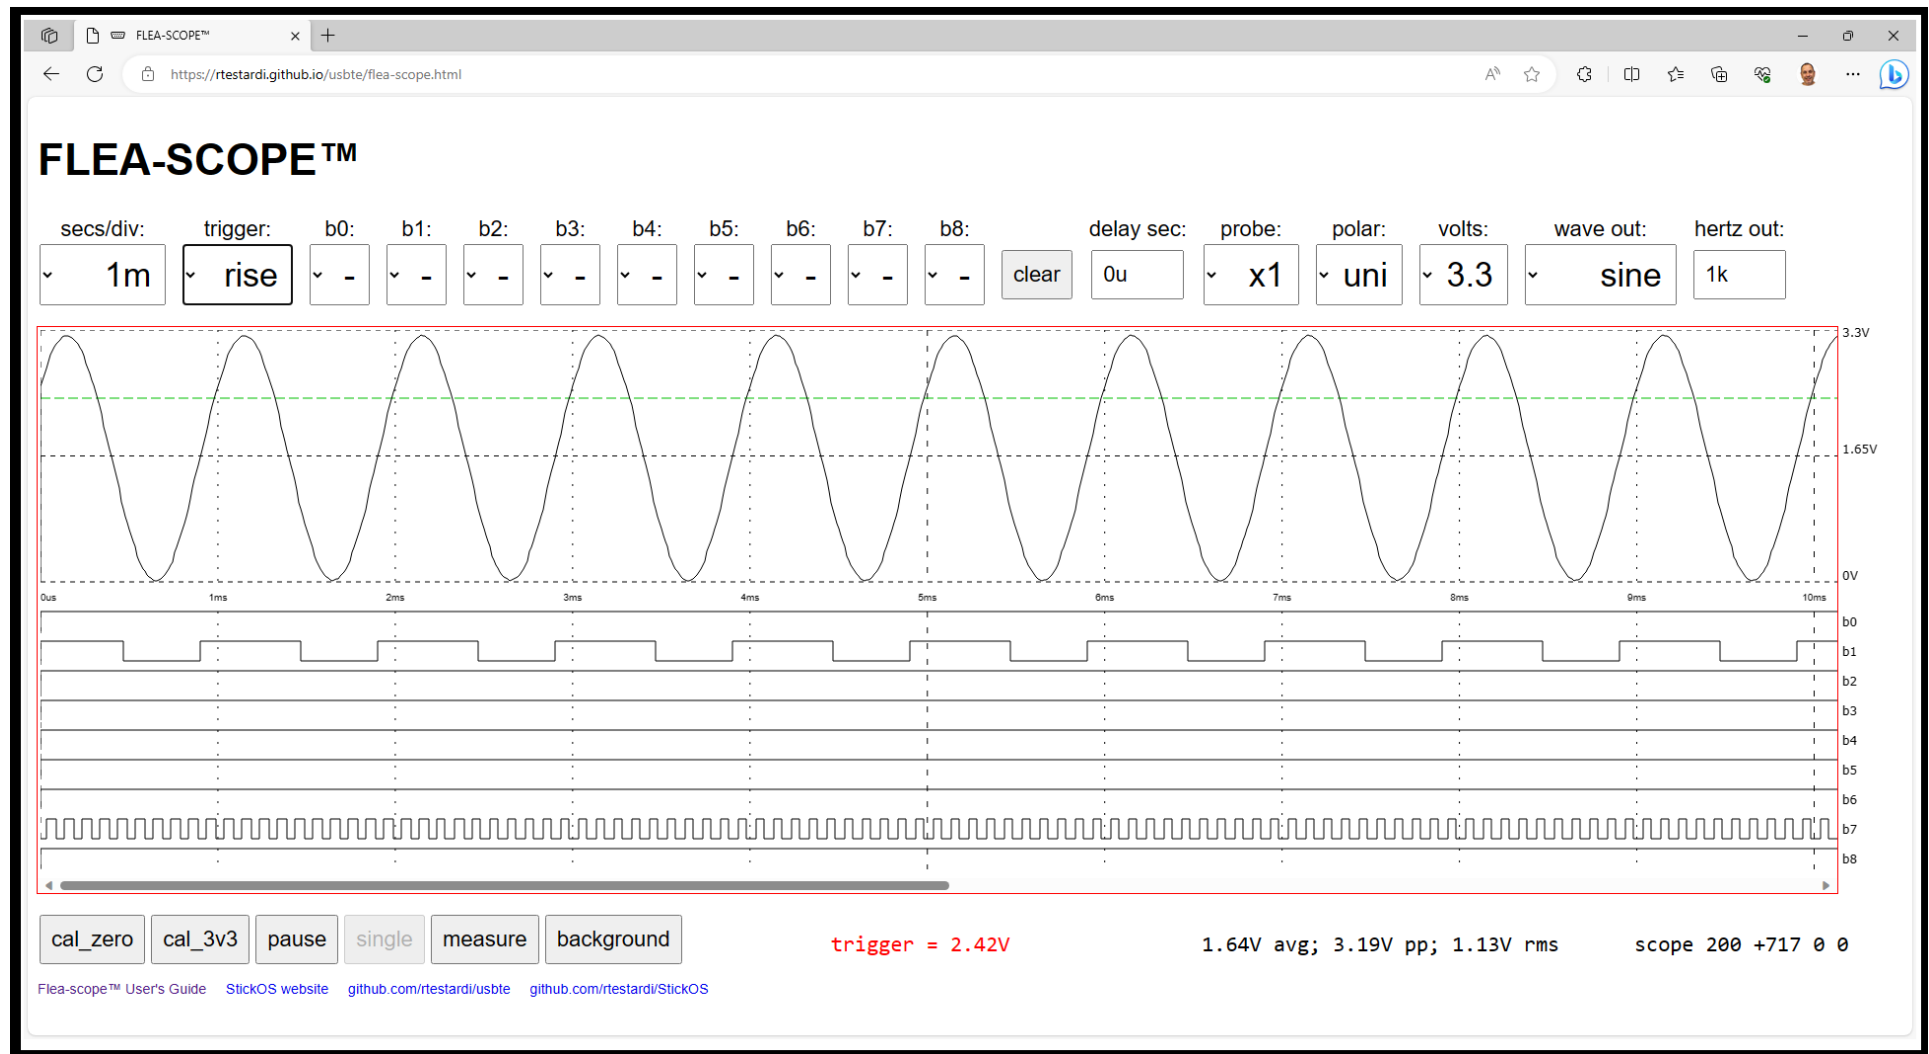 FLEA-SCOPE™
https://rtestardi.github.io/usbte/flea-scope.html
FLEA-SCOPE™
secs/div: trigger: b0: b1: b2: b3: b4: b5: b6: b7: b8: delay sec: probe: polar: volts: wave out: hertz out:
1m rise - - - - - - - - - clear 0u x1 uni 3.3 sine 1k
3.3V
1.65V
0V
0us 1ms 2ms 3ms 4ms 5ms 6ms 7ms 8ms 9ms 10ms
b0
b1
b2
b3
b4
b5
b6
b7
b8
cal_zero cal_3v3 pause single measure background trigger = 2.42V 1.64V avg; 3.19V pp; 1.13V rms scope 200 +717 0 0
Flea-scope™ User's Guide StickOS website github.com/rtestardi/usbte github.com/rtestardi/StickOS